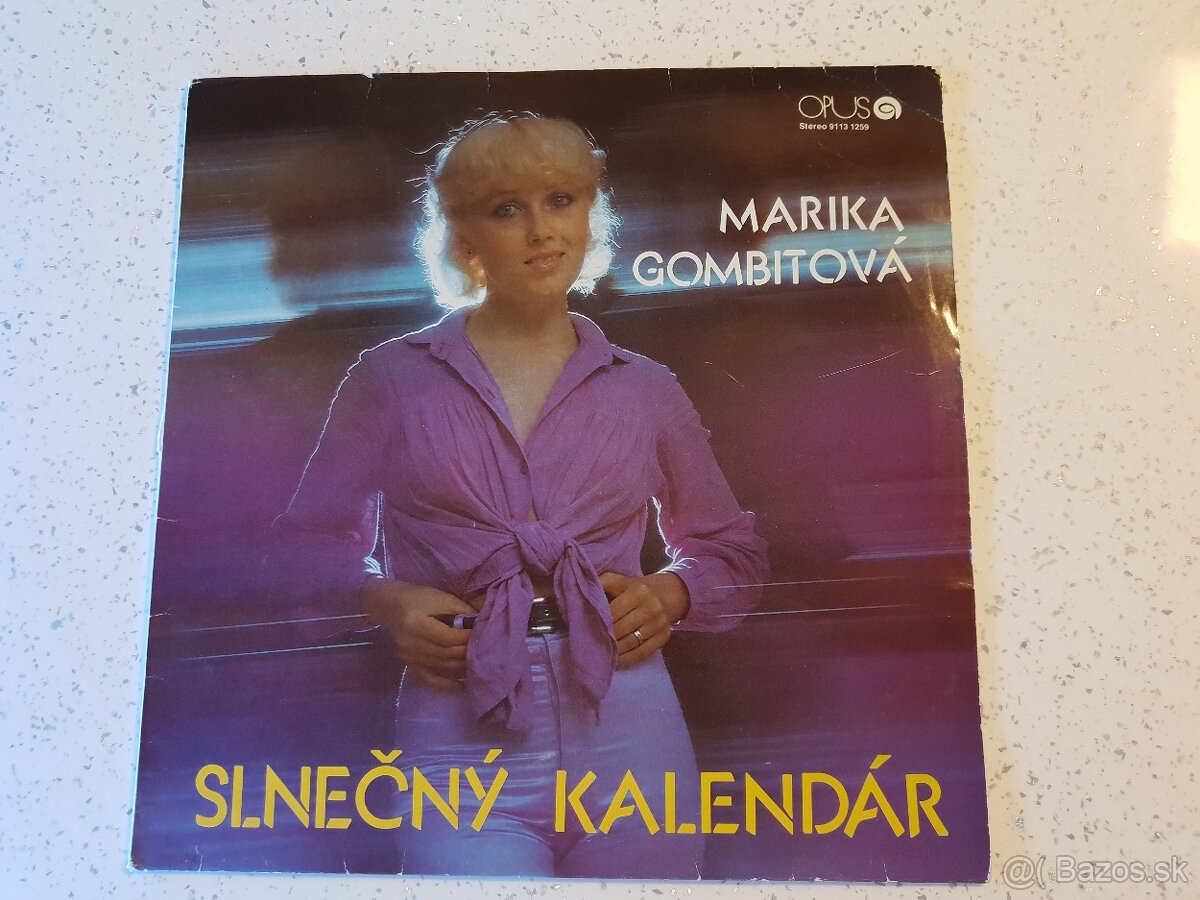 OPUS
Stereo 9113 1259
MARIKA
GOMBITOVÁ
SLNEČNÝ KALENDÁR
@( Bazos.sk